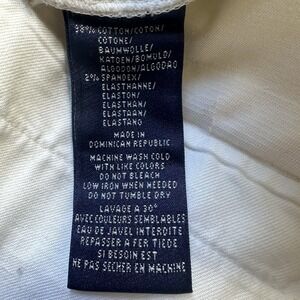 98% COTTON/COTON/
COTONE/
BAUMWOLLE/
KATOEN/BOMULD/
ALGODON/ALGODAO
2% SPANDEX/
ELASTHANNE/
ELASTON/
ELASTHAN/
ELASTAAN/
ELASTANO
MADE IN
DOMINICAN REPUBLIC
MACHINE WASH COLD
WITH LIKE COLORS
DO NOT BLEACH
LOW IRON WHEN NEEDED
DO NOT TUMBLE DRY
LAVAGE A 30°
AVEC COULEURS SEMBLABLES
EAU DE JAVEL INTERDITE
REPASSER A FER TIEDE
SI BESOIN EST
NE PAS SECHER EN MACHINE